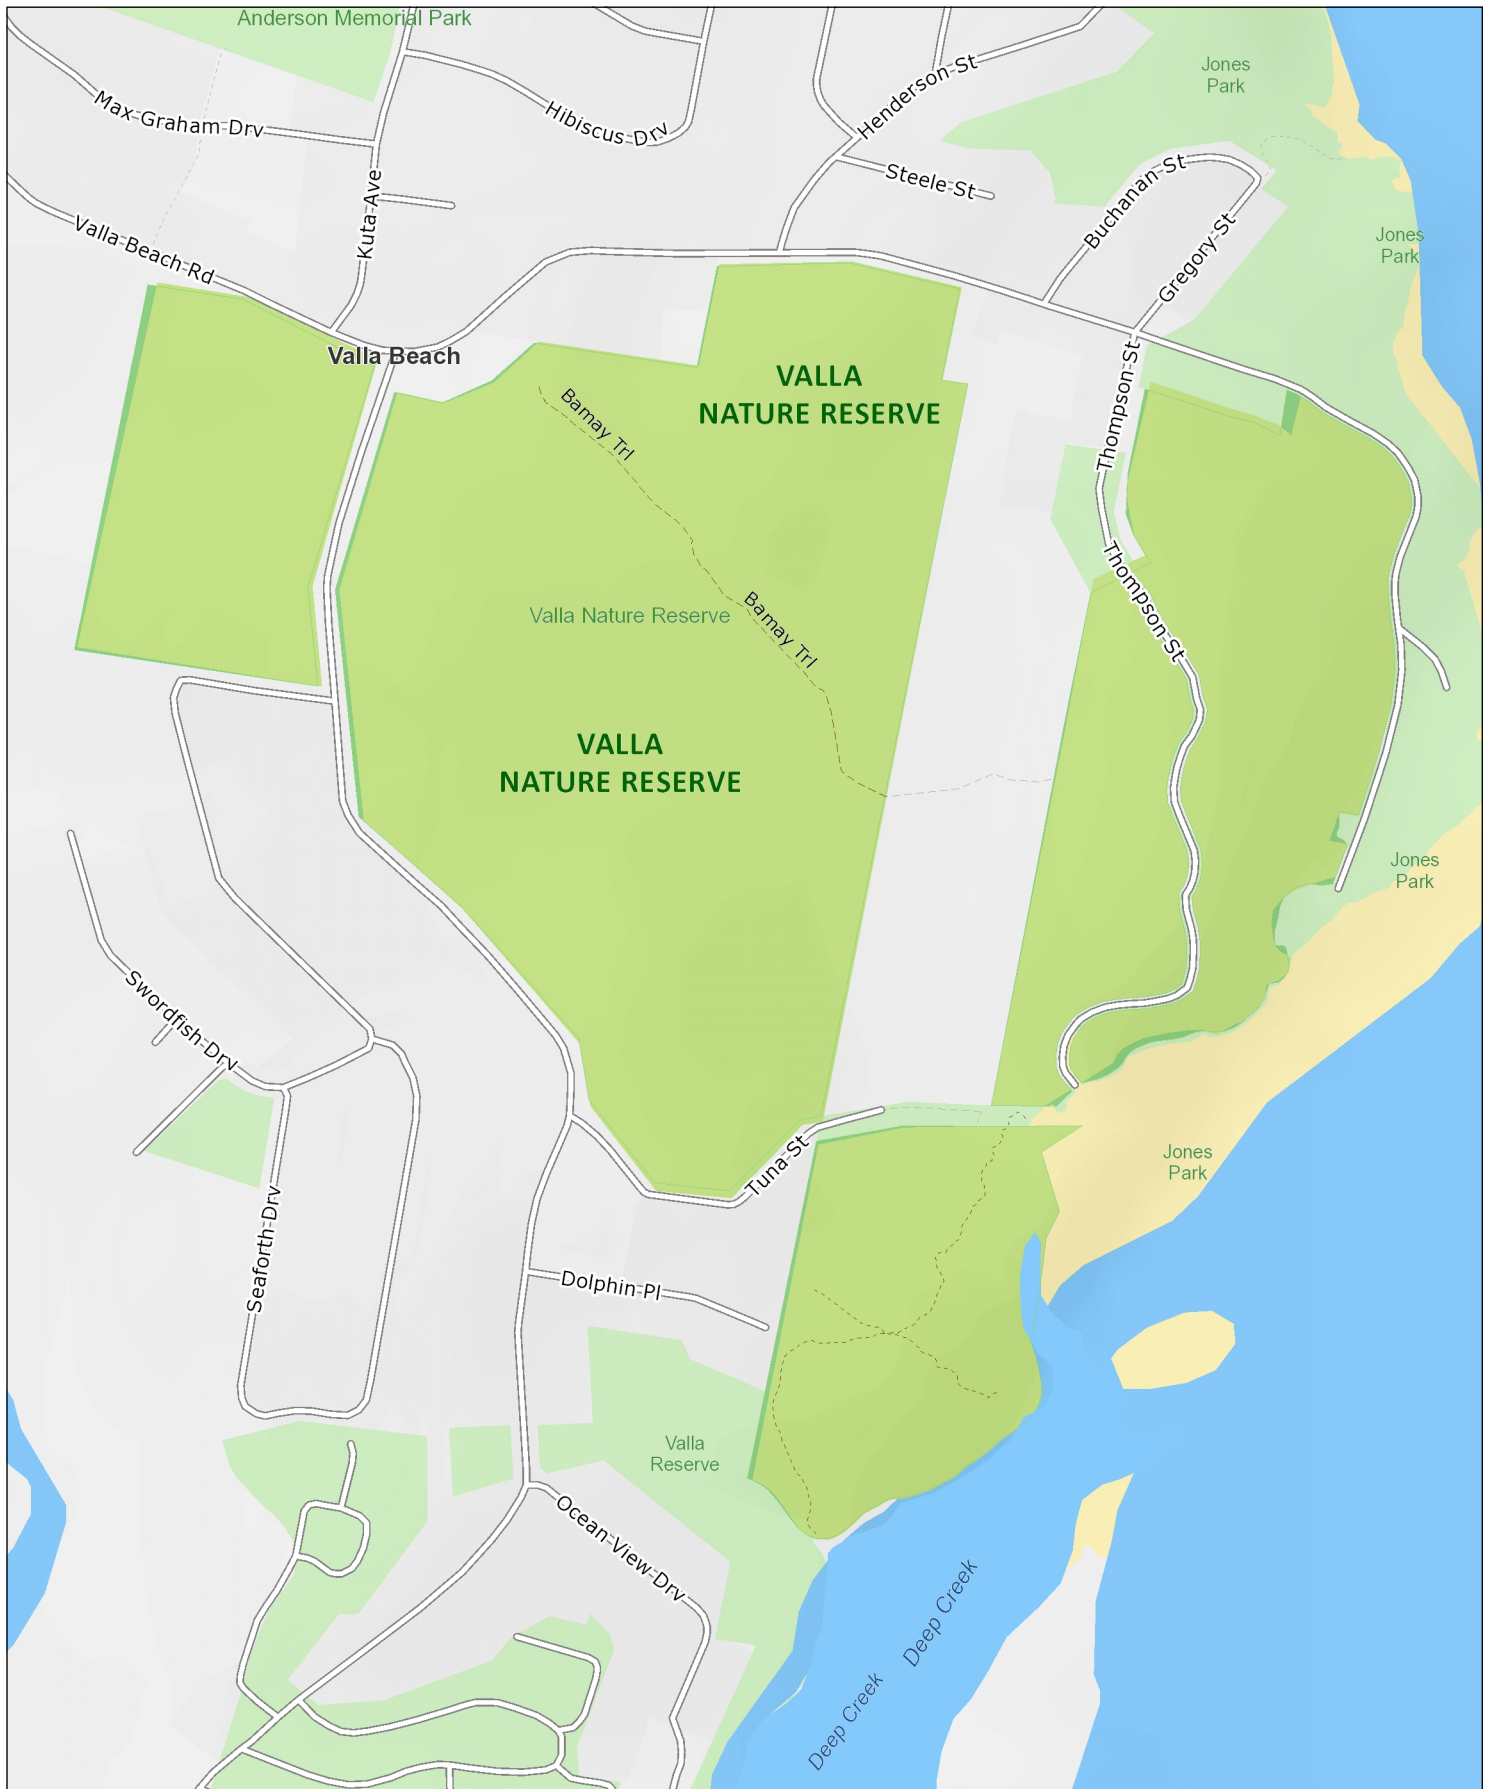 Anderson Memorial Park
Jones
Park
Max Graham Drv
Hibiscus Drv
Henderson St
Steele St
Buchanan St
Kuta Ave
Valla Beach Rd
Gregory St
Jones
Park
Valla Beach
VALLA
NATURE RESERVE
Thompson St
Bamay Trl
Thompson St
Valla Nature Reserve
Bamay Trl
VALLA
NATURE RESERVE
Jones
Park
Swordfish Drv
Tuna St
Jones
Park
Seaforth Drv
Dolphin Pl
Valla
Reserve
Ocean View Drv
Deep Creek
Deep Creek